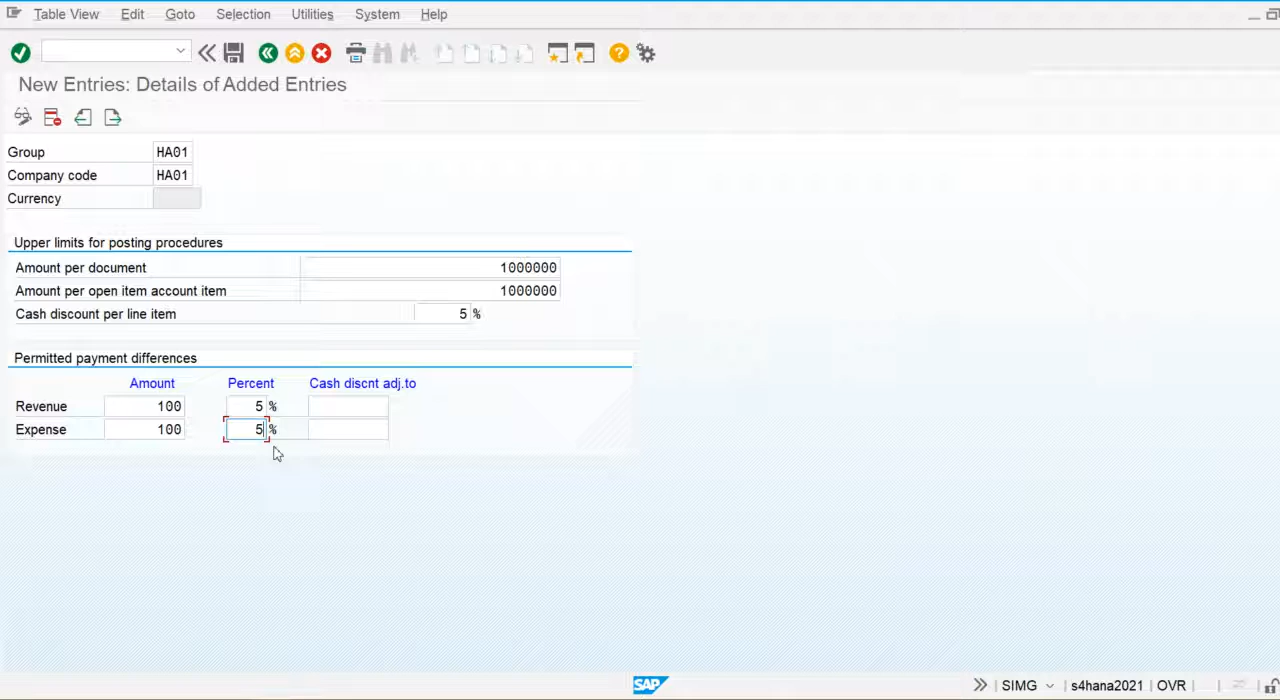 Table View Edit Goto Selection Utilities System Help
New Entries: Details of Added Entries
Group HA01
Company code HA01
Currency
Upper limits for posting procedures
Amount per document 1000000
Amount per open item account item 1000000
Cash discount per line item 5 %
Permitted payment differences
Amount Percent Cash discnt adj.to
Revenue 100 5 %
Expense 100 5 %
SAP SIMG s4hana2021 OVR